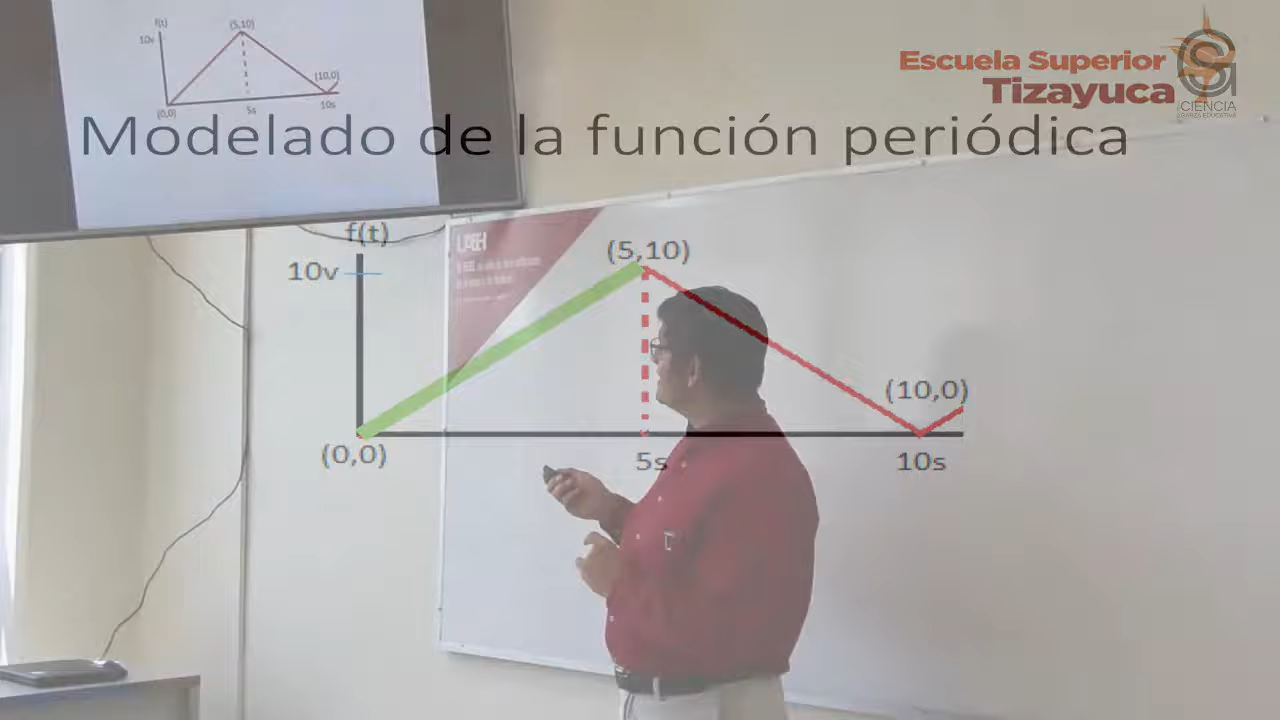 f(t)
10v
(5,10)
(10,0)
(0,0)
5s
10s
Escuela Superior
Tizayuca
CIENCIA
Modelado de la función periódica
f(t)
10v
(5,10)
(10,0)
(0,0)
5s
10s